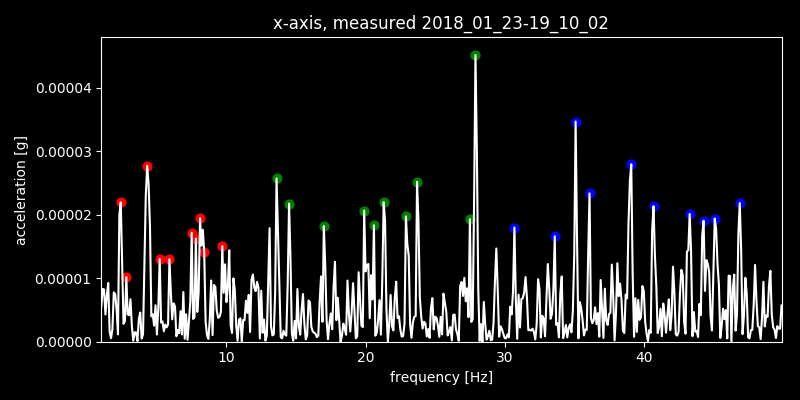 x-axis, measured 2018_01_23-19_10_02
acceleration [g]
0.00004
0.00003
0.00002
0.00001
0.00000
10 20 30 40
frequency [Hz]